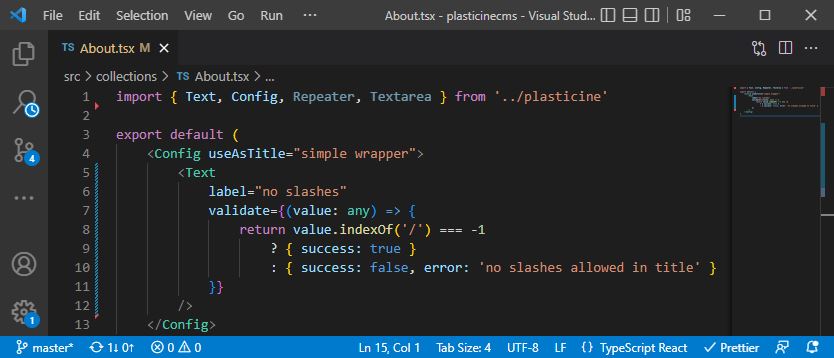 File Edit Selection View Go Run ... About.tsx - plasticinecms - Visual Stud...
TS About.tsx M
src > collections > TS About.tsx > ...
1 import { Text, Config, Repeater, Textarea } from '../plasticine'
2
3 export default (
4 <Config useAsTitle="simple wrapper">
5 <Text
6 label="no slashes"
7 validate={(value: any) => {
8 return value.indexOf('/') === -1
9 ? { success: true }
10 : { success: false, error: 'no slashes allowed in title' }
11 }}
12 />
13 </Config>
4
1
master* 1↓ 0↑ 0 0 Ln 15, Col 1 Tab Size: 4 UTF-8 LF {} TypeScript React ✓ Prettier